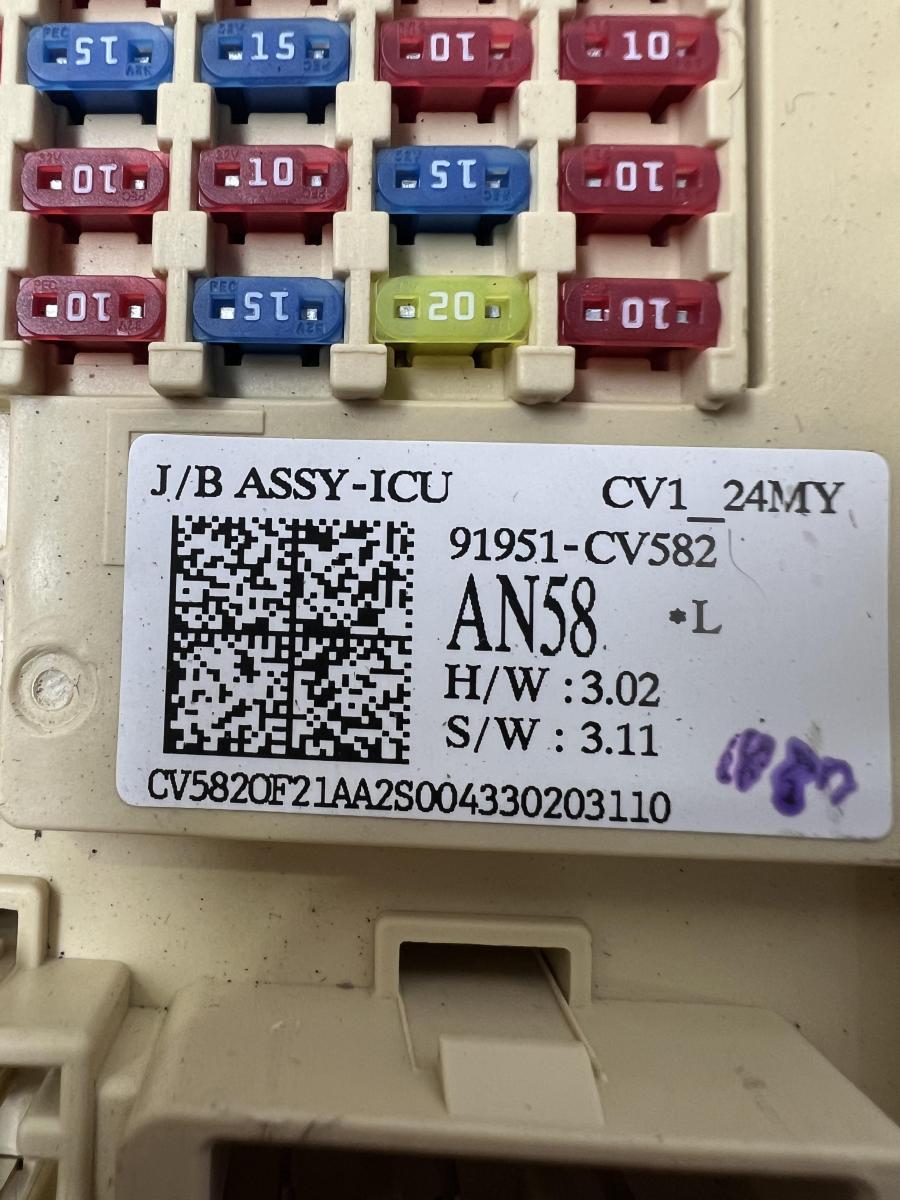 15 15 10 10
10 10 15 10
10 15 20 10
J/B ASSY-ICU CV1_24MY
91951-CV582
AN58 *L
H/W : 3.02
S/W : 3.11
CV5820F21AA2S004330203110